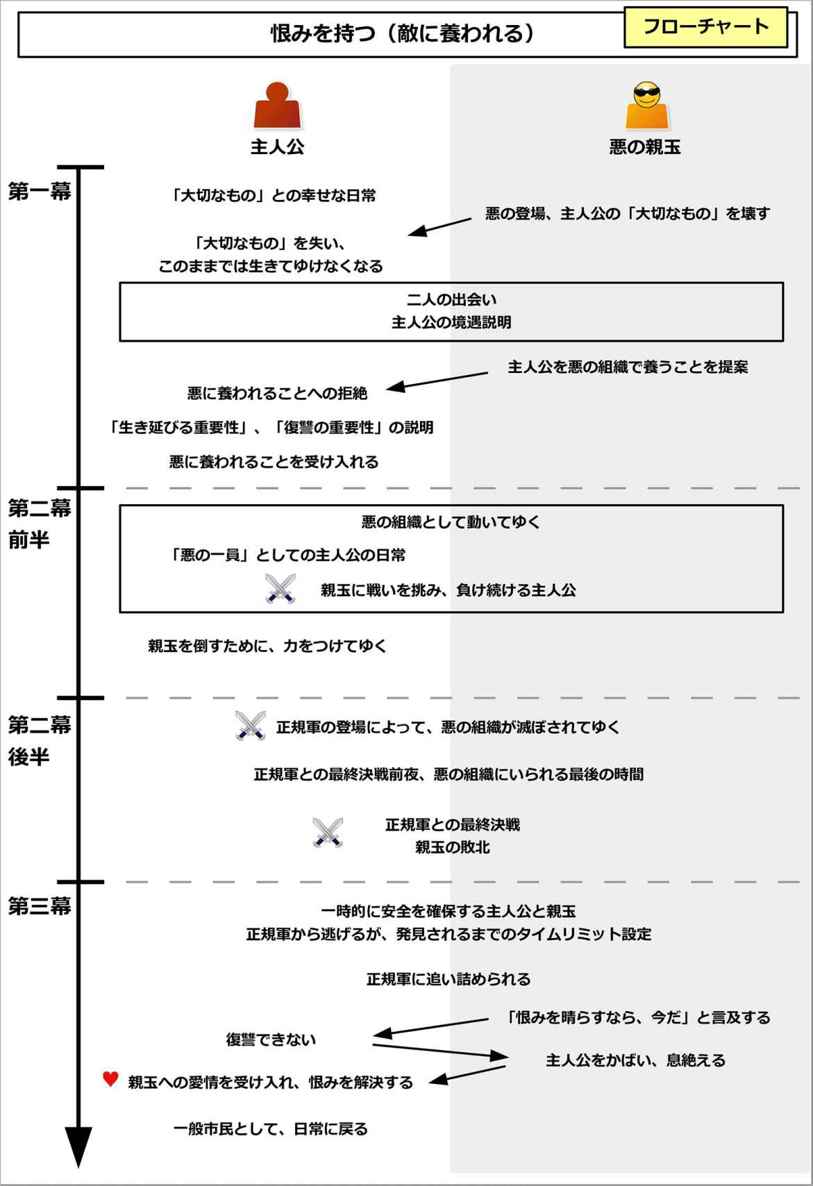 恨みを持つ（敵に養われる）
フローチャート
主人公
悪の親玉
第一幕
「大切なもの」との幸せな日常
悪の登場、主人公の「大切なもの」を壊す
「大切なもの」を失い、
このままでは生きてゆけなくなる
二人の出会い
主人公の境遇説明
主人公を悪の組織で養うことを提案
悪に養われることへの拒絶
「生き延びる重要性」、「復讐の重要性」の説明
悪に養われることを受け入れる
第二幕
前半
悪の組織として動いてゆく
「悪の一員」としての主人公の日常
親玉に戦いを挑み、負け続ける主人公
親玉を倒すために、力をつけてゆく
第二幕
後半
正規軍の登場によって、悪の組織が滅ぼされてゆく
正規軍との最終決戦前夜、悪の組織にいられる最後の時間
正規軍との最終決戦
親玉の敗北
第三幕
一時的に安全を確保する主人公と親玉
正規軍から逃げるが、発見されるまでのタイムリミット設定
正規軍に追い詰められる
「恨みを晴らすなら、今だ」と言及する
復讐できない
主人公をかばい、息絶える
親玉への愛情を受け入れ、恨みを解決する
一般市民として、日常に戻る